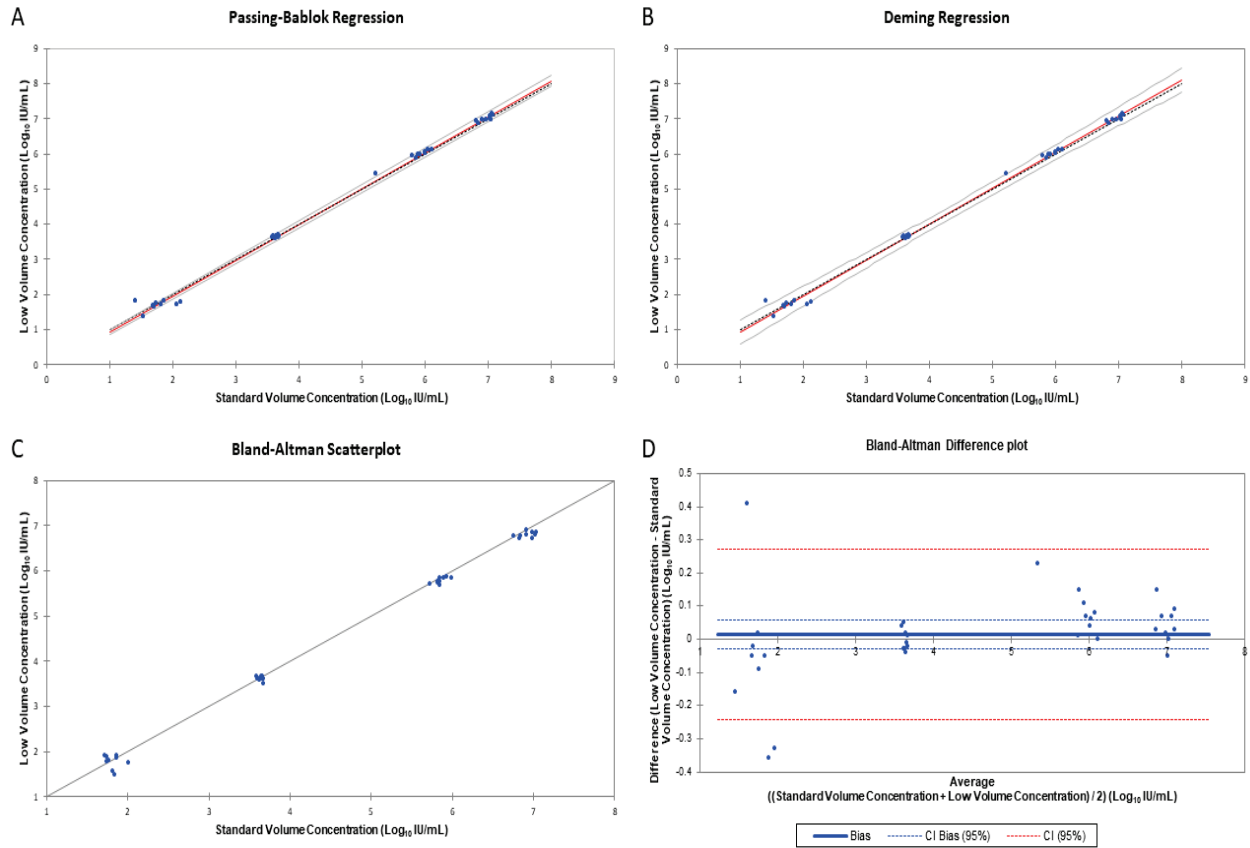 A
Passing-Bablok Regression
Low Volume Concentration (Log10 IU/mL)
9
8
7
6
5
4
3
2
1
0
0 1 2 3 4 5 6 7 8 9
Standard Volume Concentration (Log10 IU/mL)
B
Deming Regression
Low Volume Concentration (Log10 IU/mL)
9
8
7
6
5
4
3
2
1
0
0 1 2 3 4 5 6 7 8 9
Standard Volume Concentration (Log10 IU/mL)
C
Bland-Altman Scatterplot
Low Volume Concentration (Log10 IU/mL)
8
7
6
5
4
3
2
1
1 2 3 4 5 6 7 8
Standard Volume Concentration (Log10 IU/mL)
D
Bland-Altman Difference plot
Difference (Low Volume Concentration - Standard
Volume Concentration) (Log10 IU/mL)
0.5
0.4
0.3
0.2
0.1
0
-0.1
-0.2
-0.3
-0.4
1 2 3 4 5 6 7 8
Average
((Standard Volume Concentration + Low Volume Concentration) / 2) (Log10 IU/mL)
Bias CI Bias (95%) CI (95%)